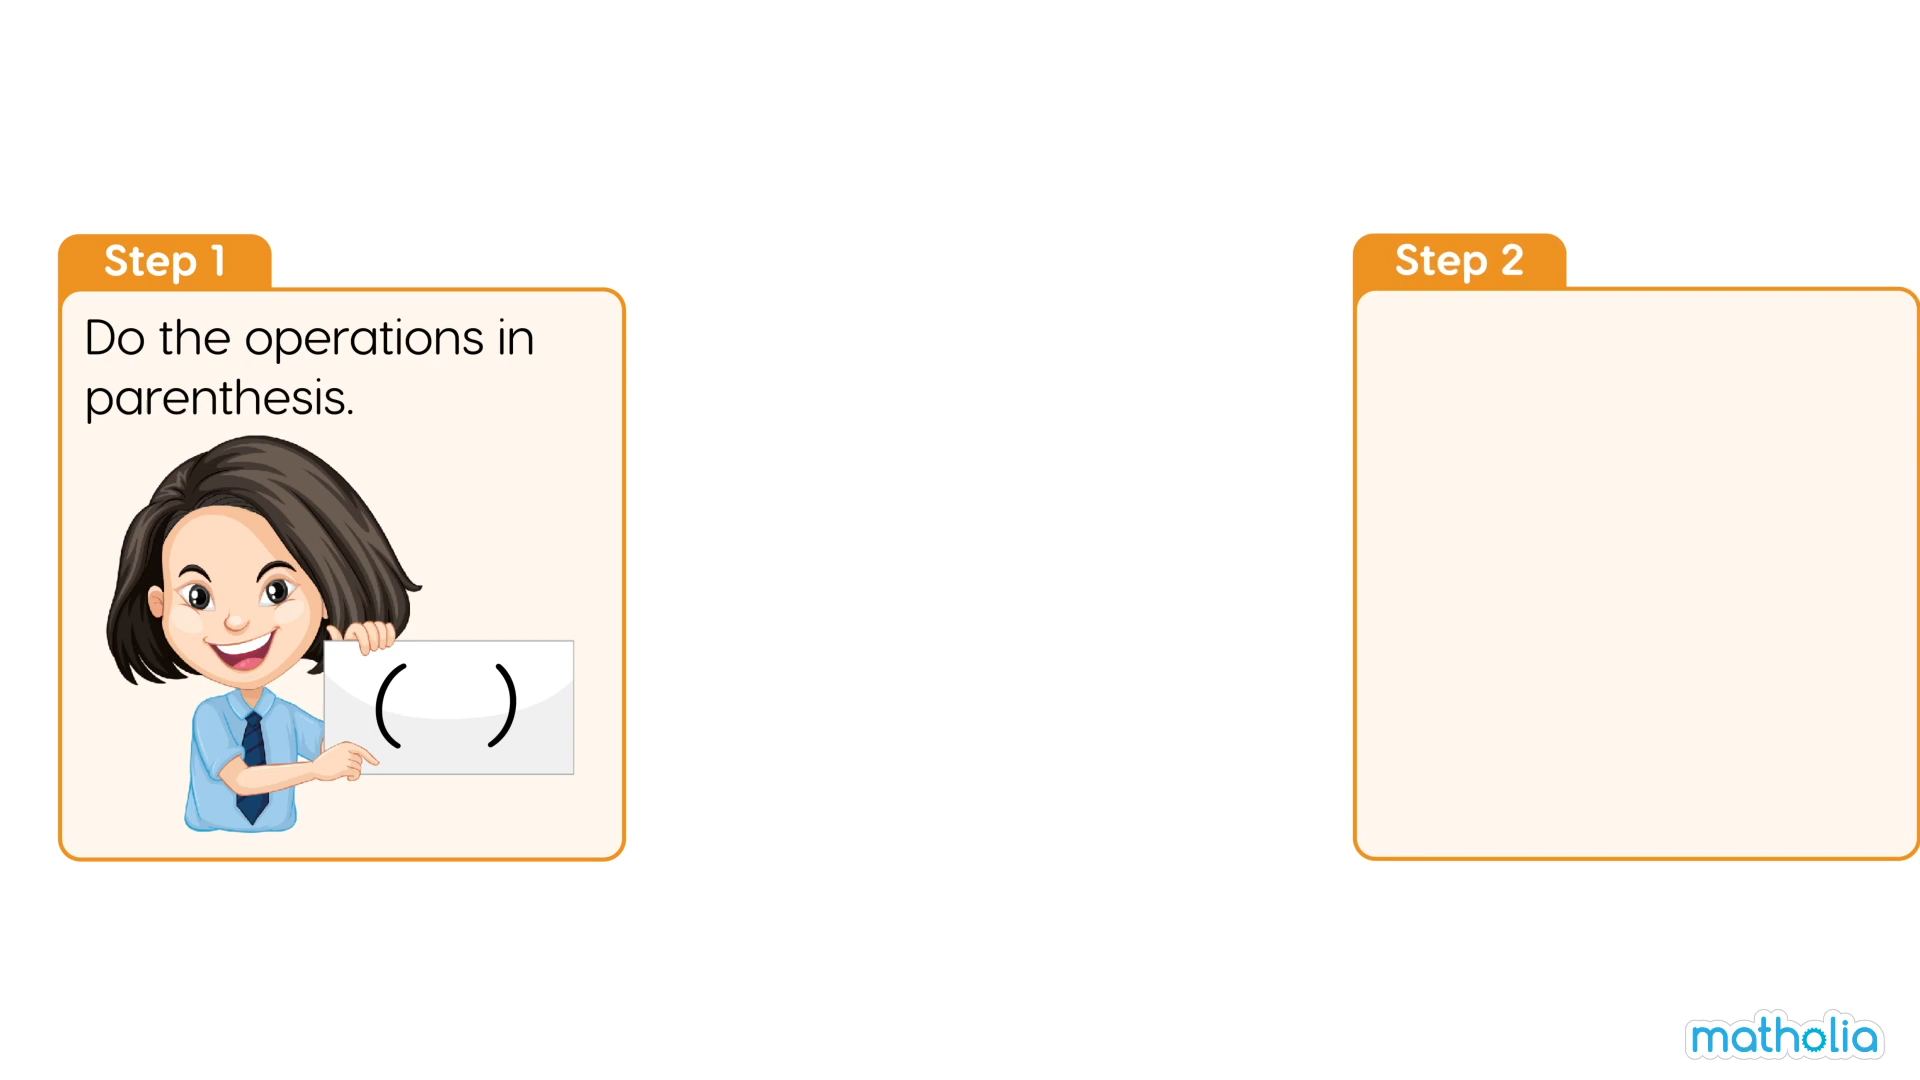 Step 1
Do the operations in
parenthesis.
( )
Step 2
matholia